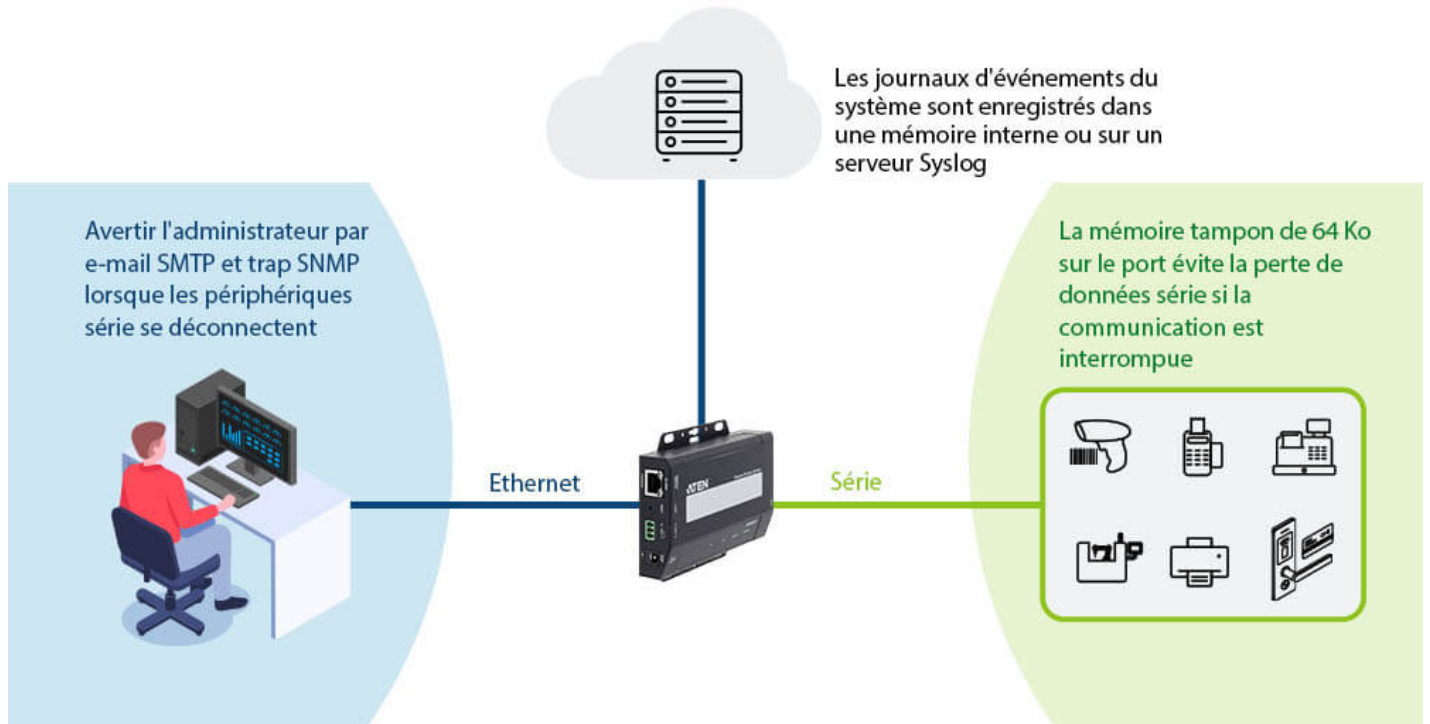 Les journaux d'événements du
système sont enregistrés dans
une mémoire interne ou sur un
serveur Syslog
Avertir l'administrateur par
e-mail SMTP et trap SNMP
lorsque les périphériques
série se déconnectent
La mémoire tampon de 64 Ko
sur le port évite la perte de
données série si la
communication est
interrompue
Ethernet
Série
ATEN